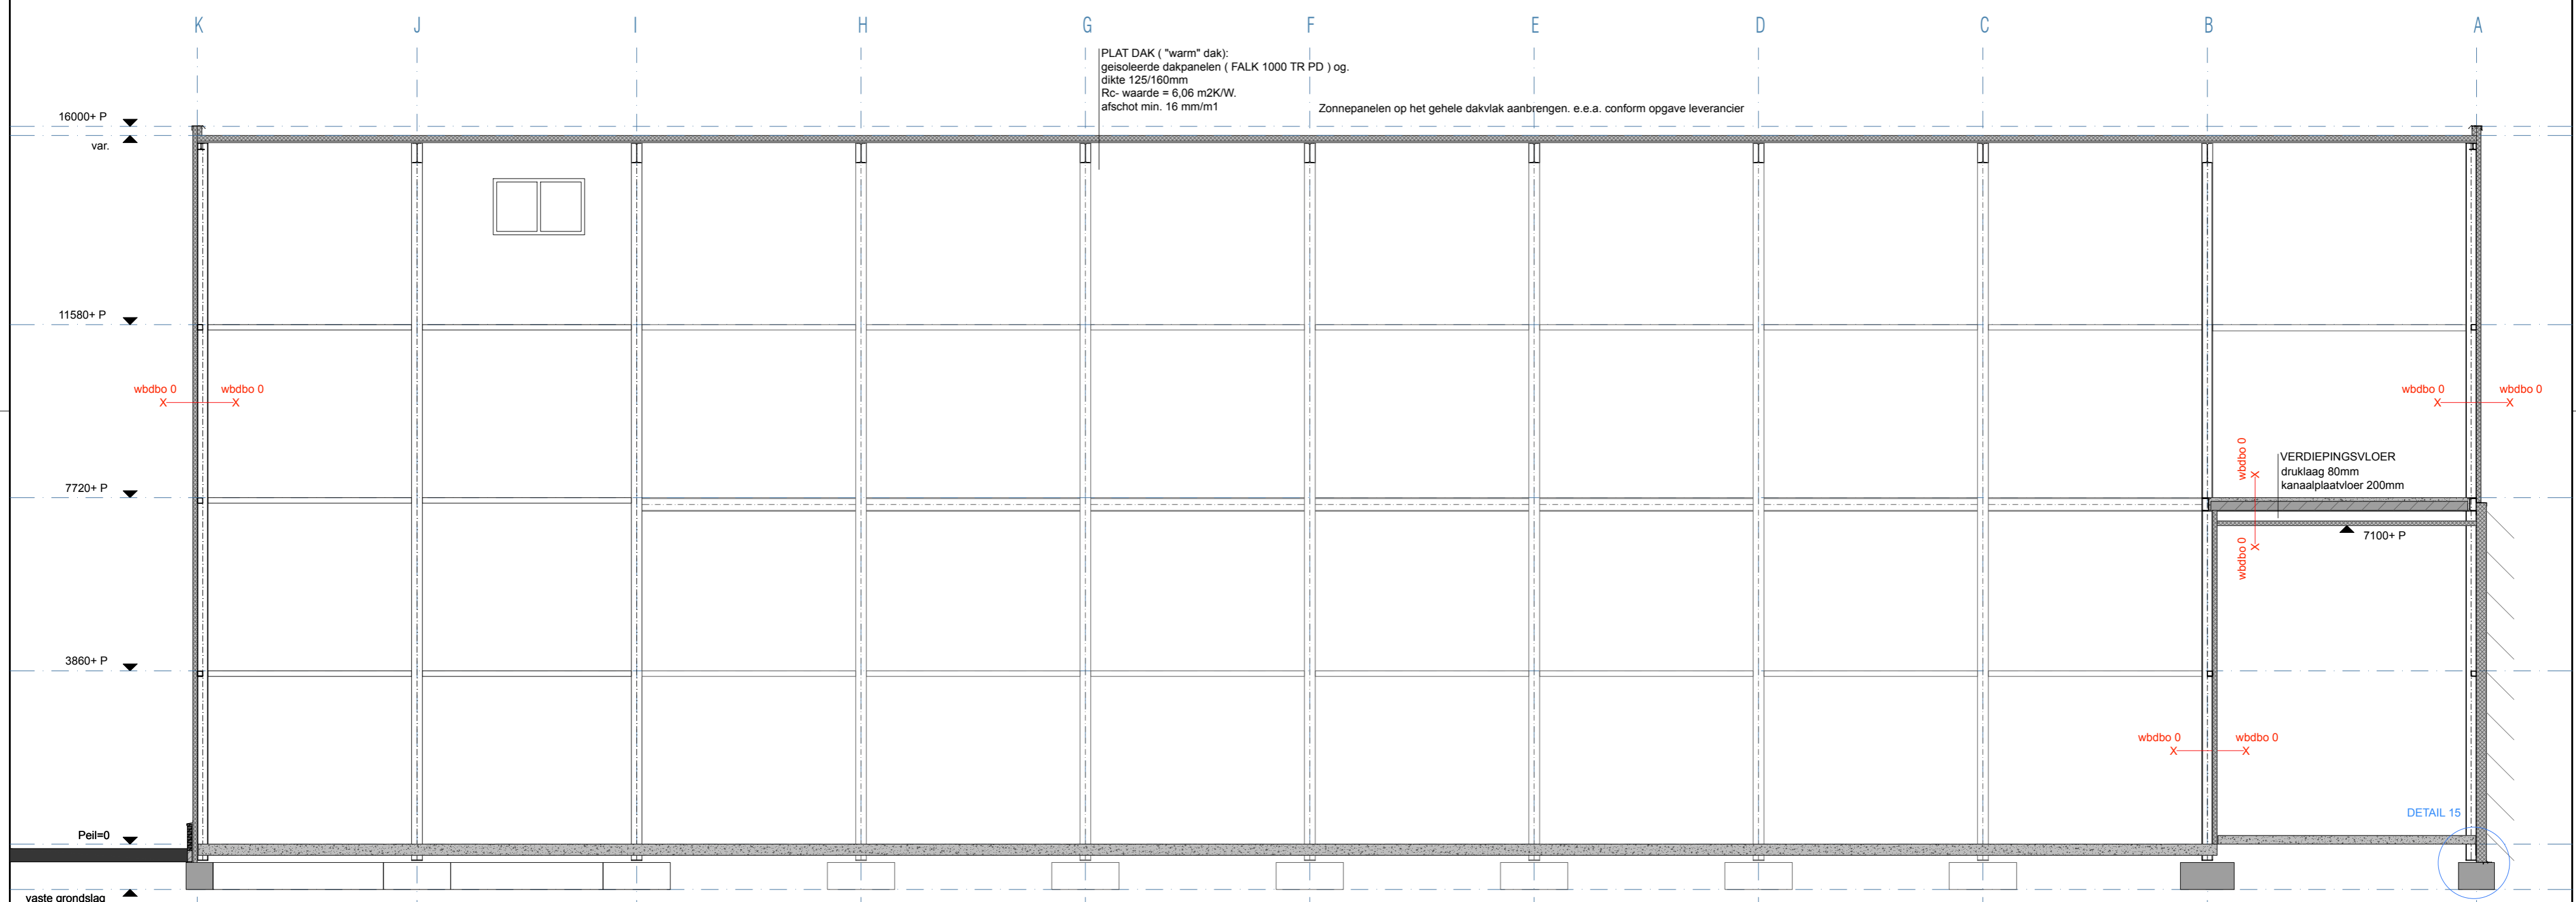 K J I H G F E D C B A
PLAT DAK ( "warm" dak):
geisoleerde dakpanelen ( FALK 1000 TR PD ) og.
dikte 125/160mm
Rc- waarde = 6,06 m2K/W.
afschot min. 16 mm/m1
Zonnepanelen op het gehele dakvlak aanbrengen. e.e.a. conform opgave leverancier
16000+ P
var.
11580+ P
wbdbo 0 wbdbo 0
wbdbo 0 wbdbo 0
wbdbo 0
VERDIEPINGSVLOER
druklaag 80mm
kanaalplaatvloer 200mm
7720+ P
7100+ P
wbdbo 0
3860+ P
wbdbo 0 wbdbo 0
DETAIL 15
Peil=0
vaste grondslag